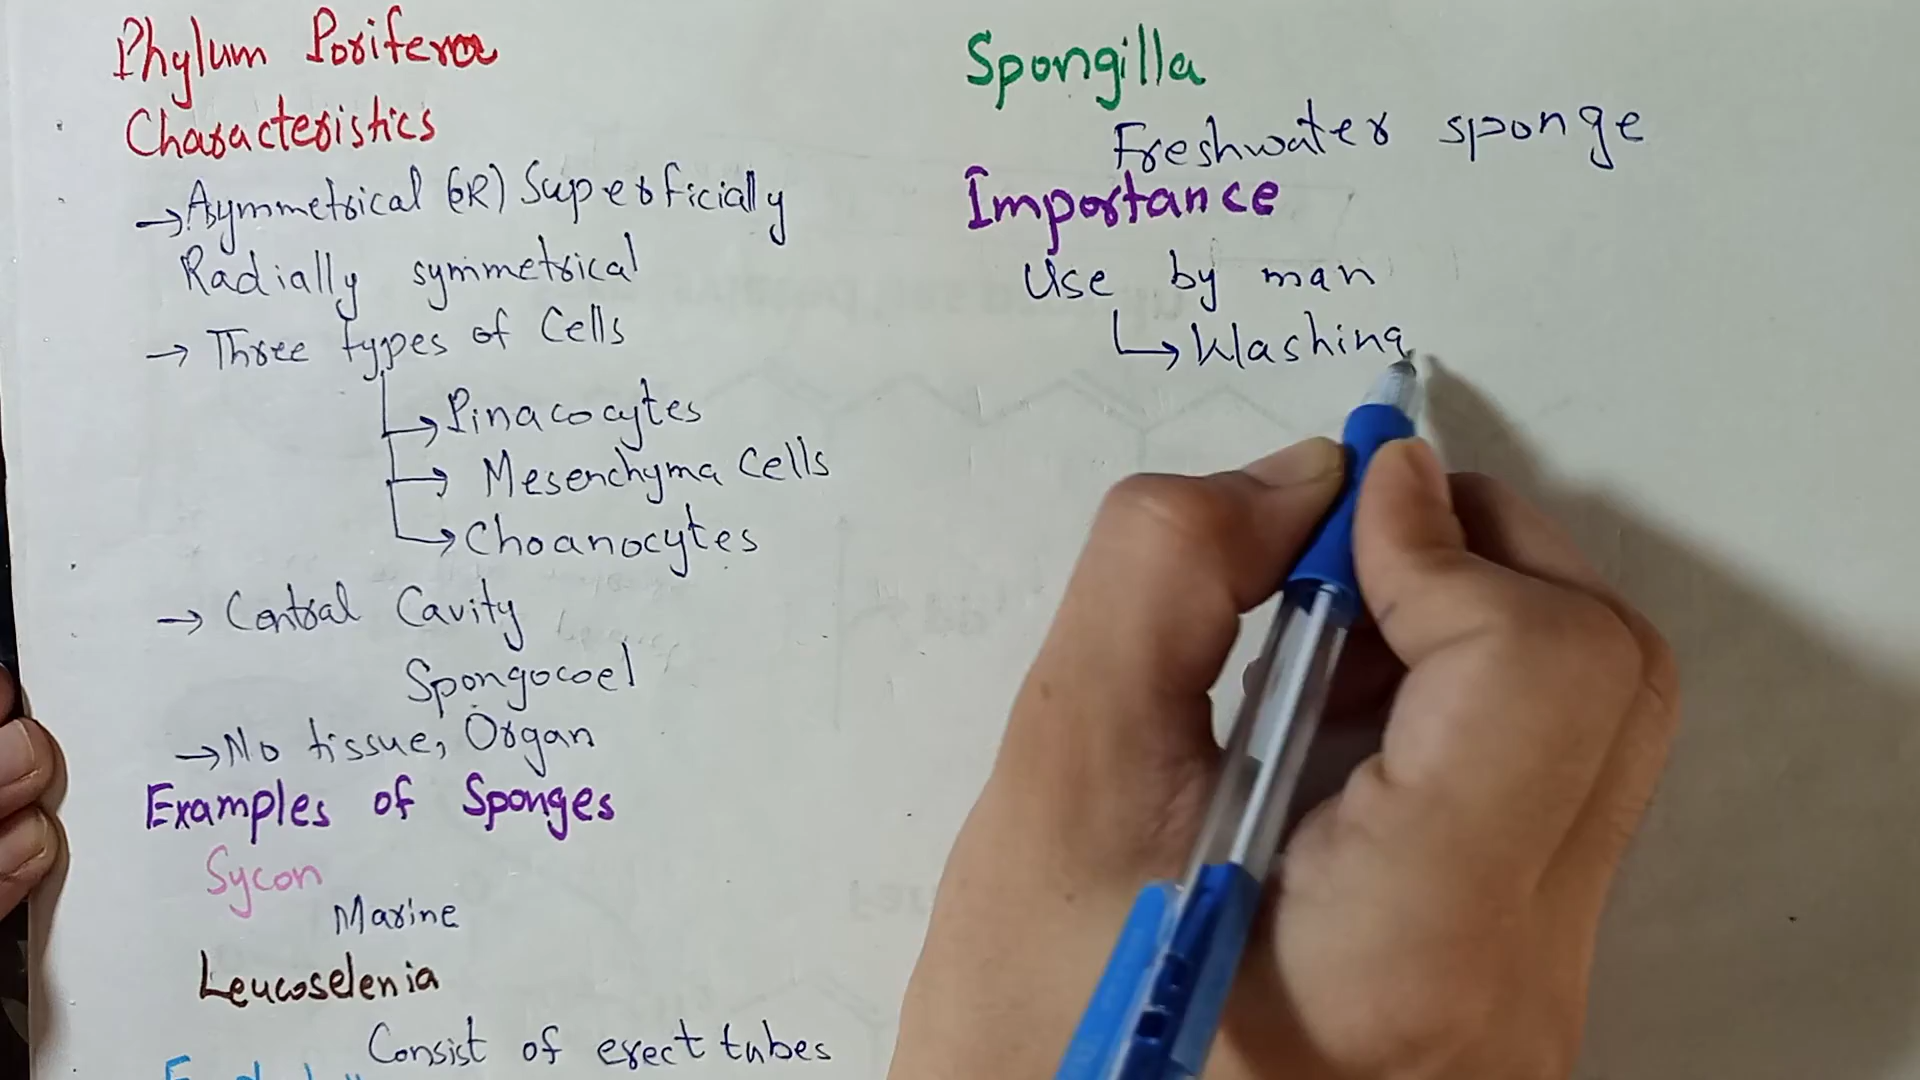 Phylum Porifera
Characteristics
→ Asymmetrical (OR) Superficially
Radially symmetrical
→ Three types of Cells
→ Pinacocytes
→ Mesenchyma Cells
→ Choanocytes
→ Central Cavity
Spongocoel
→ No tissue, Organ
Examples of Sponges
Sycon
Marine
Leucoselenia
Consist of erect tubes
Spongilla
Freshwater sponge
Importance
Use by man
→ Washing